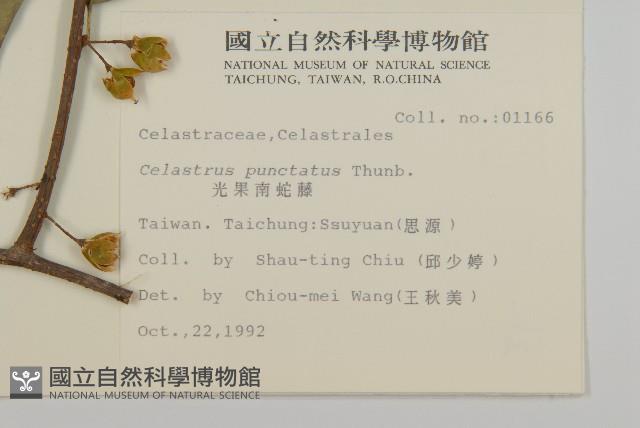 國立自然科學博物館
NATIONAL MUSEUM OF NATURAL SCIENCE
TAICHUNG, TAIWAN, R.O.CHINA
Coll. no.:01166
Celastraceae,Celastrales
Celastrus punctatus Thunb.
光果南蛇藤
Taiwan. Taichung:Ssuyuan(思源)
Coll. by Shau-ting Chiu (邱少婷)
Det. by Chiou-mei Wang(王秋美)
Oct.,22,1992
國立自然科學博物館
NATIONAL MUSEUM OF NATURAL SCIENCE